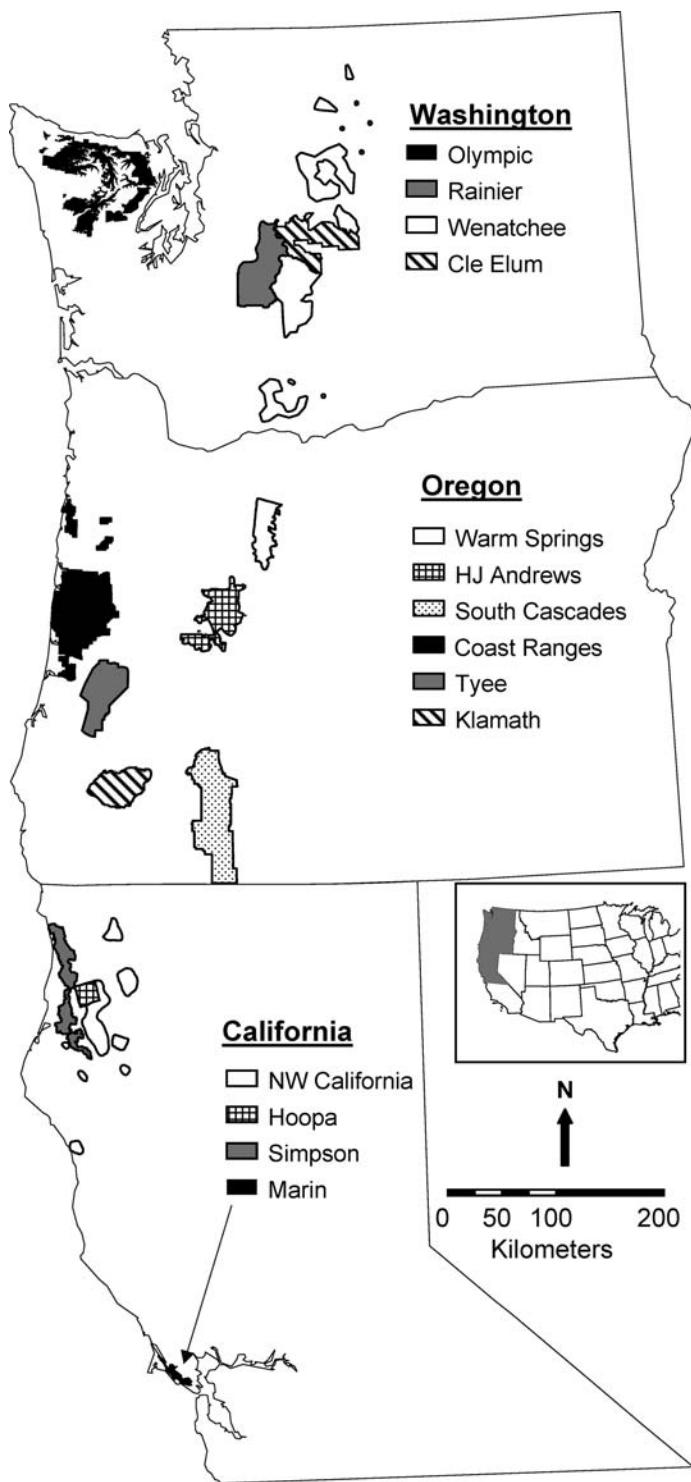 Washington
Olympic
Rainier
Wenatchee
Cle Elum
Oregon
Warm Springs
HJ Andrews
South Cascades
Coast Ranges
Tyee
Klamath
California
NW California
Hoopa
Simpson
Marin
N
0 50 100 200
Kilometers